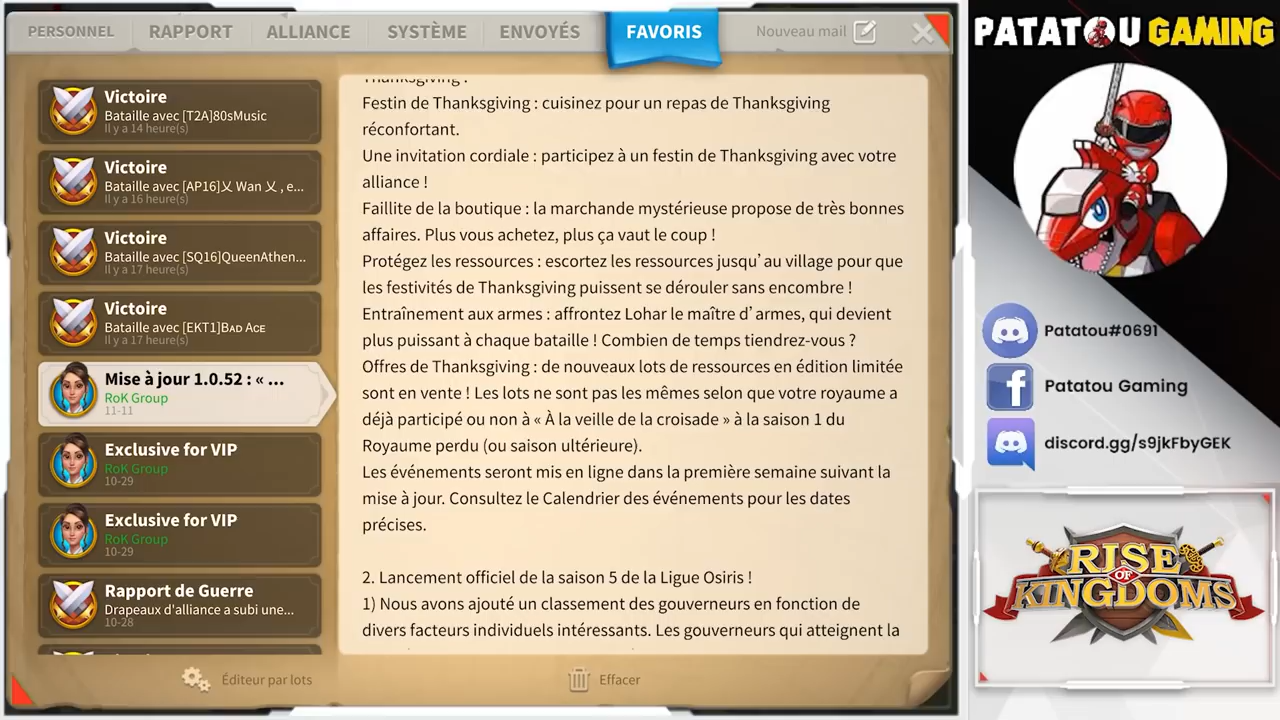 PERSONNEL
RAPPORT
ALLIANCE
SYSTÈME
ENVOYÉS
FAVORIS
Nouveau mail
Victoire
Bataille avec [T2A]80sMusic
Il y a 14 heure(s)
Victoire
Bataille avec [AP16]乂 Wan 乂 , e...
Il y a 16 heure(s)
Victoire
Bataille avec [SQ16]QueenAthen...
Il y a 17 heure(s)
Victoire
Bataille avec [EKT1]Bᴀᴅ Aᴄᴇ
Il y a 17 heure(s)
Mise à jour 1.0.52 : « ...
RoK Group
11-11
Exclusive for VIP
RoK Group
10-29
Exclusive for VIP
RoK Group
10-29
Rapport de Guerre
Drapeaux d'alliance a subi une...
10-28
Éditeur par lots
Thanksgiving :
Festin de Thanksgiving : cuisinez pour un repas de Thanksgiving
réconfortant.
Une invitation cordiale : participez à un festin de Thanksgiving avec votre
alliance !
Faillite de la boutique : la marchande mystérieuse propose de très bonnes
affaires. Plus vous achetez, plus ça vaut le coup !
Protégez les ressources : escortez les ressources jusqu'au village pour que
les festivités de Thanksgiving puissent se dérouler sans encombre !
Entraînement aux armes : affrontez Lohar le maître d'armes, qui devient
plus puissant à chaque bataille ! Combien de temps tiendrez-vous ?
Offres de Thanksgiving : de nouveaux lots de ressources en édition limitée
sont en vente ! Les lots ne sont pas les mêmes selon que votre royaume a
déjà participé ou non à « À la veille de la croisade » à la saison 1 du
Royaume perdu (ou saison ultérieure).
Les événements seront mis en ligne dans la première semaine suivant la
mise à jour. Consultez le Calendrier des événements pour les dates
précises.
2. Lancement officiel de la saison 5 de la Ligue Osiris !
1) Nous avons ajouté un classement des gouverneurs en fonction de
divers facteurs individuels intéressants. Les gouverneurs qui atteignent la
Effacer
PATATOU GAMING
Patatou#0691
Patatou Gaming
discord.gg/s9jkFbyGEK
RISE
OF
KINGDOMS